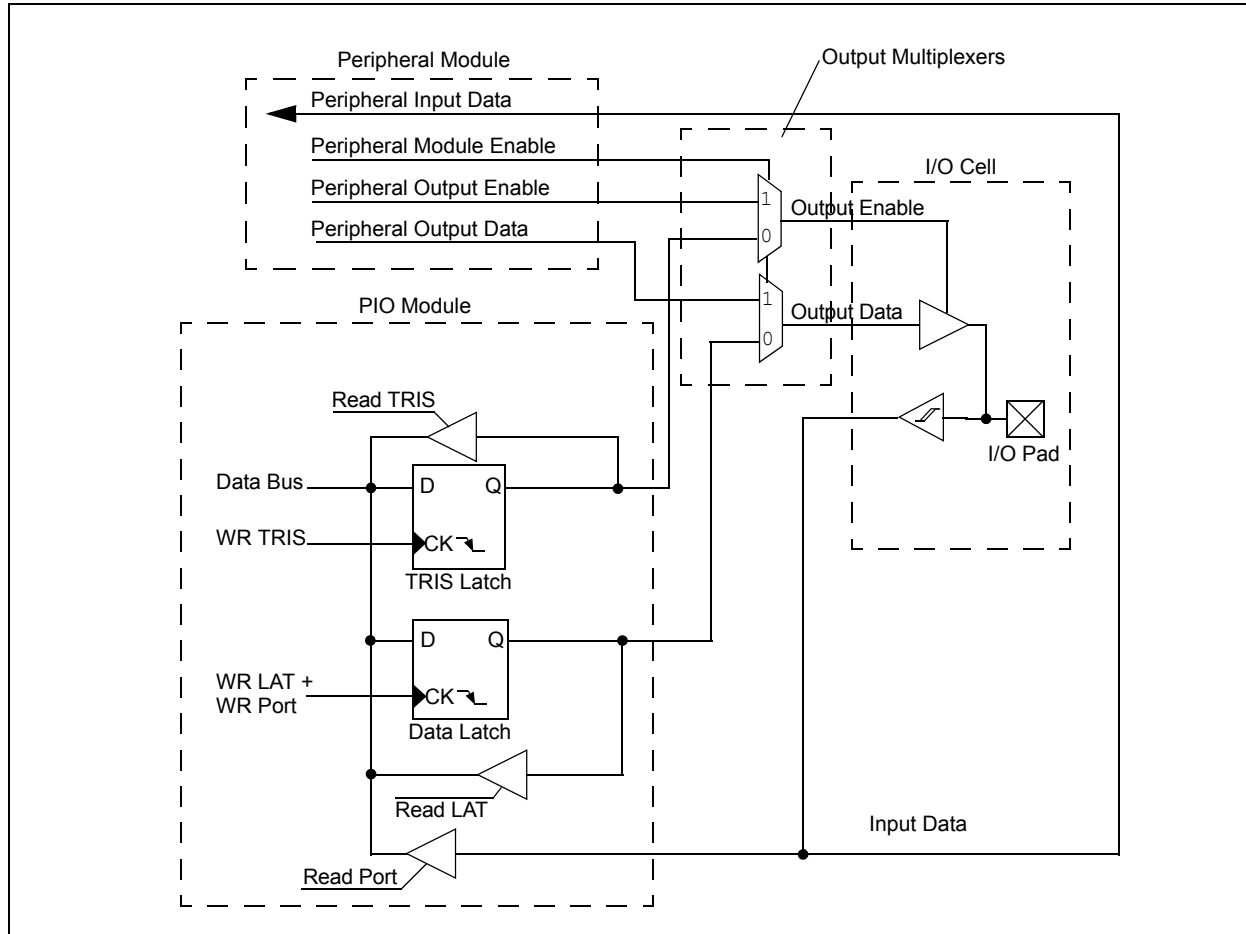 Peripheral Module
Output Multiplexers
Peripheral Input Data
Peripheral Module Enable
I/O Cell
Peripheral Output Enable
1
Output Enable
Peripheral Output Data
0
1
PIO Module
Output Data
0
Read TRIS
I/O Pad
Data Bus
D
Q
WR TRIS
CK
TRIS Latch
D
Q
WR LAT +
WR Port
CK
Data Latch
Read LAT
Input Data
Read Port